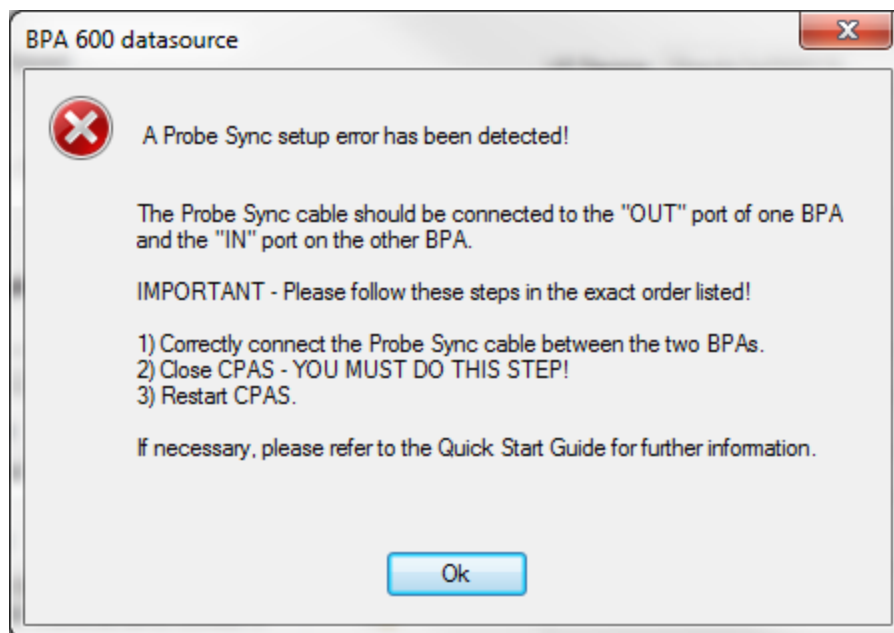 BPA 600 datasource
A Probe Sync setup error has been detected!
The Probe Sync cable should be connected to the "OUT" port of one BPA
and the "IN" port on the other BPA.
IMPORTANT - Please follow these steps in the exact order listed!
1) Correctly connect the Probe Sync cable between the two BPAs.
2) Close CPAS - YOU MUST DO THIS STEP!
3) Restart CPAS.
If necessary, please refer to the Quick Start Guide for further information.
Ok